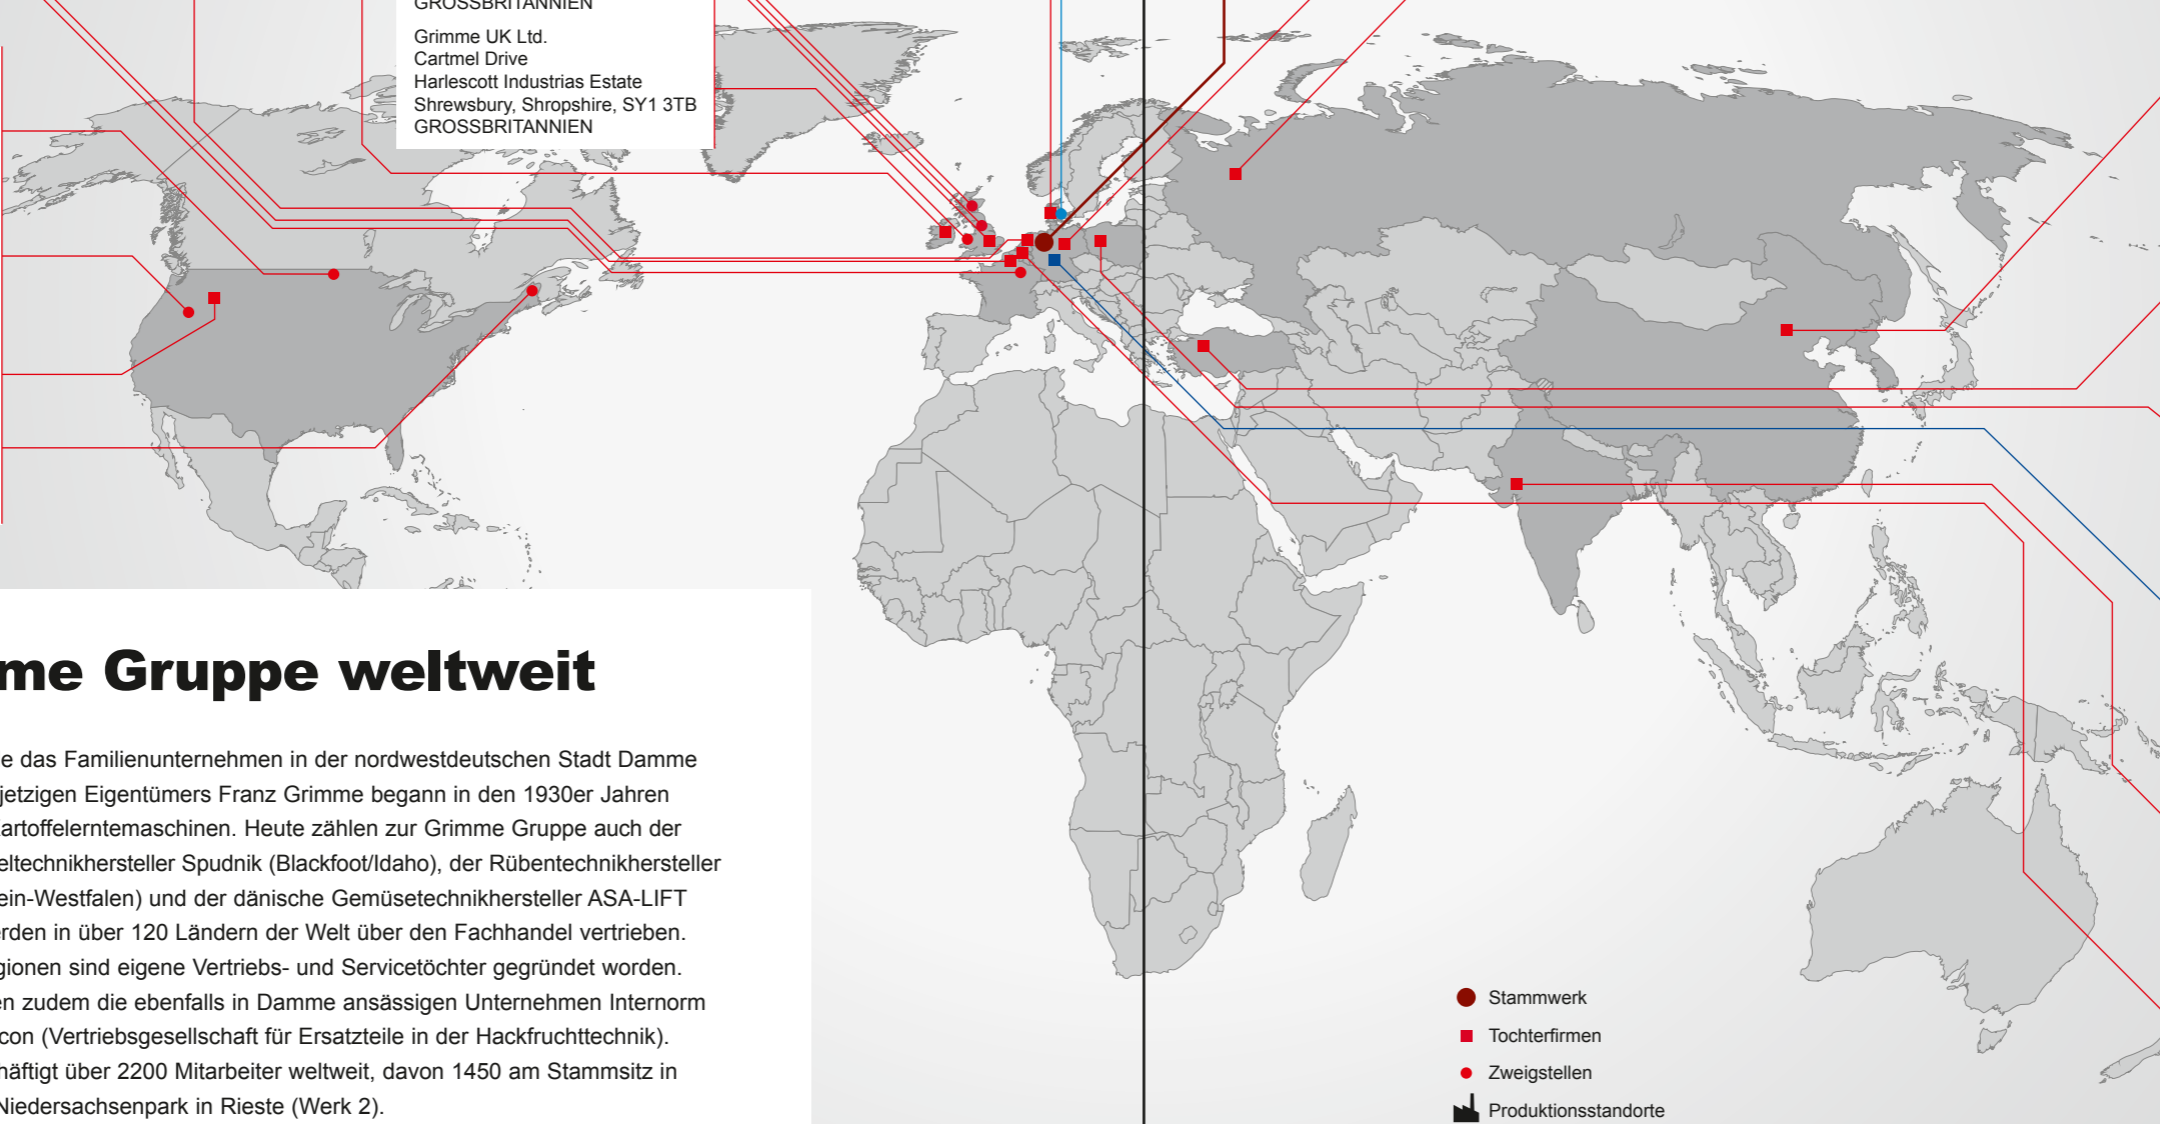 GROSSBRITANNIEN
Grimme UK Ltd.
Cartmel Drive
Harlescott Industrias Estate
Shrewsbury, Shropshire, SY1 3TB
GROSSBRITANNIEN
me Gruppe weltweit
e das Familienunternehmen in der nordwestdeutschen Stadt Damme
jetzigen Eigentümers Franz Grimme begann in den 1930er Jahren
Kartoffelerntemaschinen. Heute zählen zur Grimme Gruppe auch der
eltechnikhersteller Spudnik (Blackfoot/Idaho), der Rübentechnikhersteller
ein-Westfalen) und der dänische Gemüsetechnikhersteller ASA-LIFT
erden in über 120 Ländern der Welt über den Fachhandel vertrieben.
gionen sind eigene Vertriebs- und Servicetöchter gegründet worden.
en zudem die ebenfalls in Damme ansässigen Unternehmen Internorm
con (Vertriebsgesellschaft für Ersatzteile in der Hackfruchttechnik).
häftigt über 2200 Mitarbeiter weltweit, davon 1450 am Stammsitz in
Niedersachsenpark in Rieste (Werk 2).
Stammwerk
Tochterfirmen
Zweigstellen
Produktionsstandorte